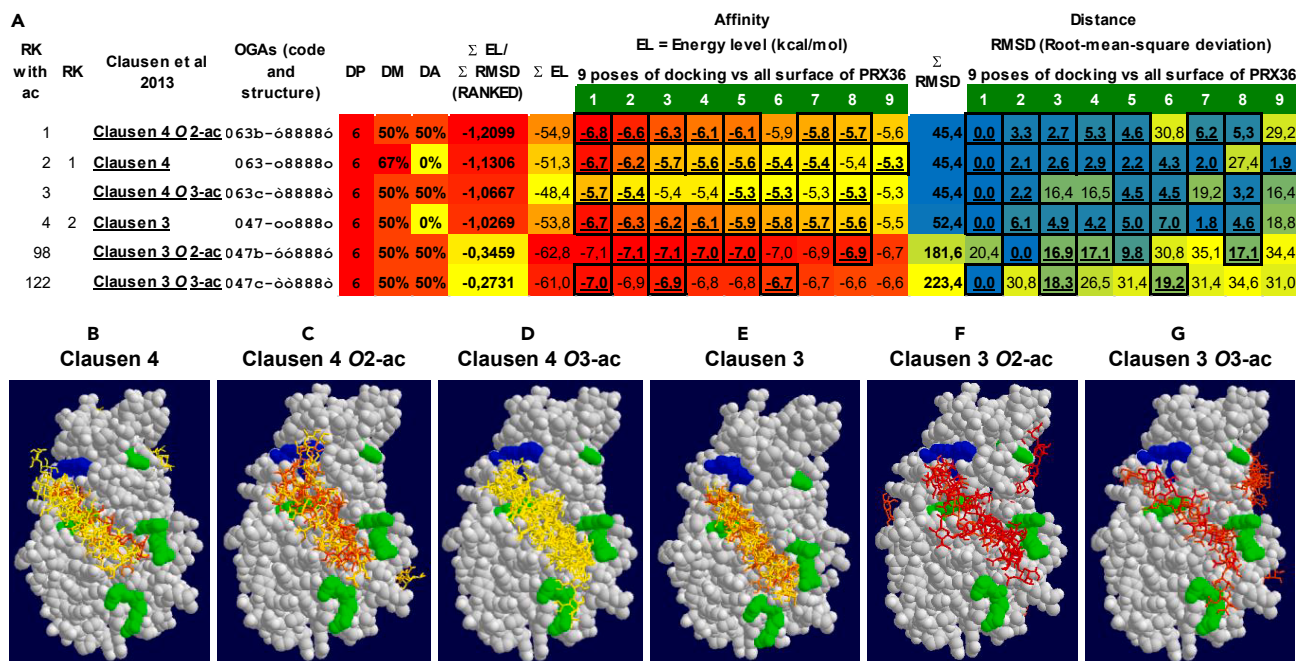 A
Affinity Distance
RK with ac RK Clausen et al 2013 OGAs (code and structure) DP DM DA Σ EL/ Σ RMSD (RANKED) Σ EL EL = Energy level (kcal/mol) Σ RMSD RMSD (Root-mean-square deviation)
9 poses of docking vs all surface of PRX36 9 poses of docking vs all surface of PRX36
1 2 3 4 5 6 7 8 9 1 2 3 4 5 6 7 8 9
1 Clausen 4 O 2-ac 063b-ó8888ó 6 50% 50% -1,2099 -54,9 -6,8 -6,6 -6,3 -6,1 -6,1 -5,9 -5,8 -5,7 -5,6 45,4 0,0 3,3 2,7 5,3 4,6 30,8 6,2 5,3 29,2
2 1 Clausen 4 063-o8888o 6 67% 0% -1,1306 -51,3 -6,7 -6,2 -5,7 -5,6 -5,6 -5,4 -5,4 -5,4 -5,3 45,4 0,0 2,1 2,6 2,9 2,2 4,3 2,0 27,4 1,9
3 Clausen 4 O 3-ac 063c-ò8888ò 6 50% 50% -1,0667 -48,4 -5,7 -5,4 -5,4 -5,4 -5,3 -5,3 -5,3 -5,3 -5,3 45,4 0,0 2,2 16,4 16,5 4,5 4,5 19,2 3,2 16,4
4 2 Clausen 3 047-oo888o 6 50% 0% -1,0269 -53,8 -6,7 -6,3 -6,2 -6,1 -5,9 -5,8 -5,7 -5,6 -5,5 52,4 0,0 6,1 4,9 4,2 5,0 7,0 1,8 4,6 18,8
98 Clausen 3 O 2-ac 047b-óó888ó 6 50% 50% -0,3459 -62,8 -7,1 -7,1 -7,1 -7,0 -7,0 -7,0 -6,9 -6,9 -6,7 181,6 20,4 0,0 16,9 17,1 9,8 30,8 35,1 17,1 34,4
122 Clausen 3 O 3-ac 047c-òò888ò 6 50% 50% -0,2731 -61,0 -7,0 -6,9 -6,9 -6,8 -6,8 -6,7 -6,7 -6,6 -6,6 223,4 0,0 30,8 18,3 26,5 31,4 19,2 31,4 34,6 31,0
B C D E F G
Clausen 4 Clausen 4 O2-ac Clausen 4 O3-ac Clausen 3 Clausen 3 O2-ac Clausen 3 O3-ac